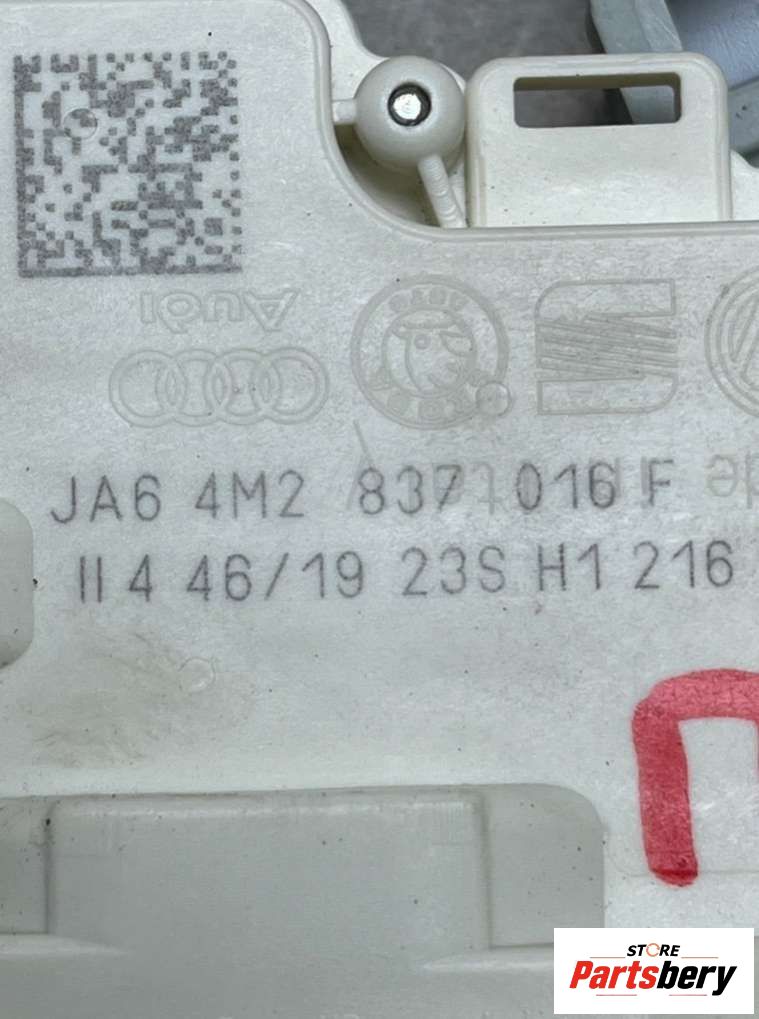 Audi
JA6 4M2 837 016 F
II 4 46/19 23S H1 216
П
STORE
Partsbery